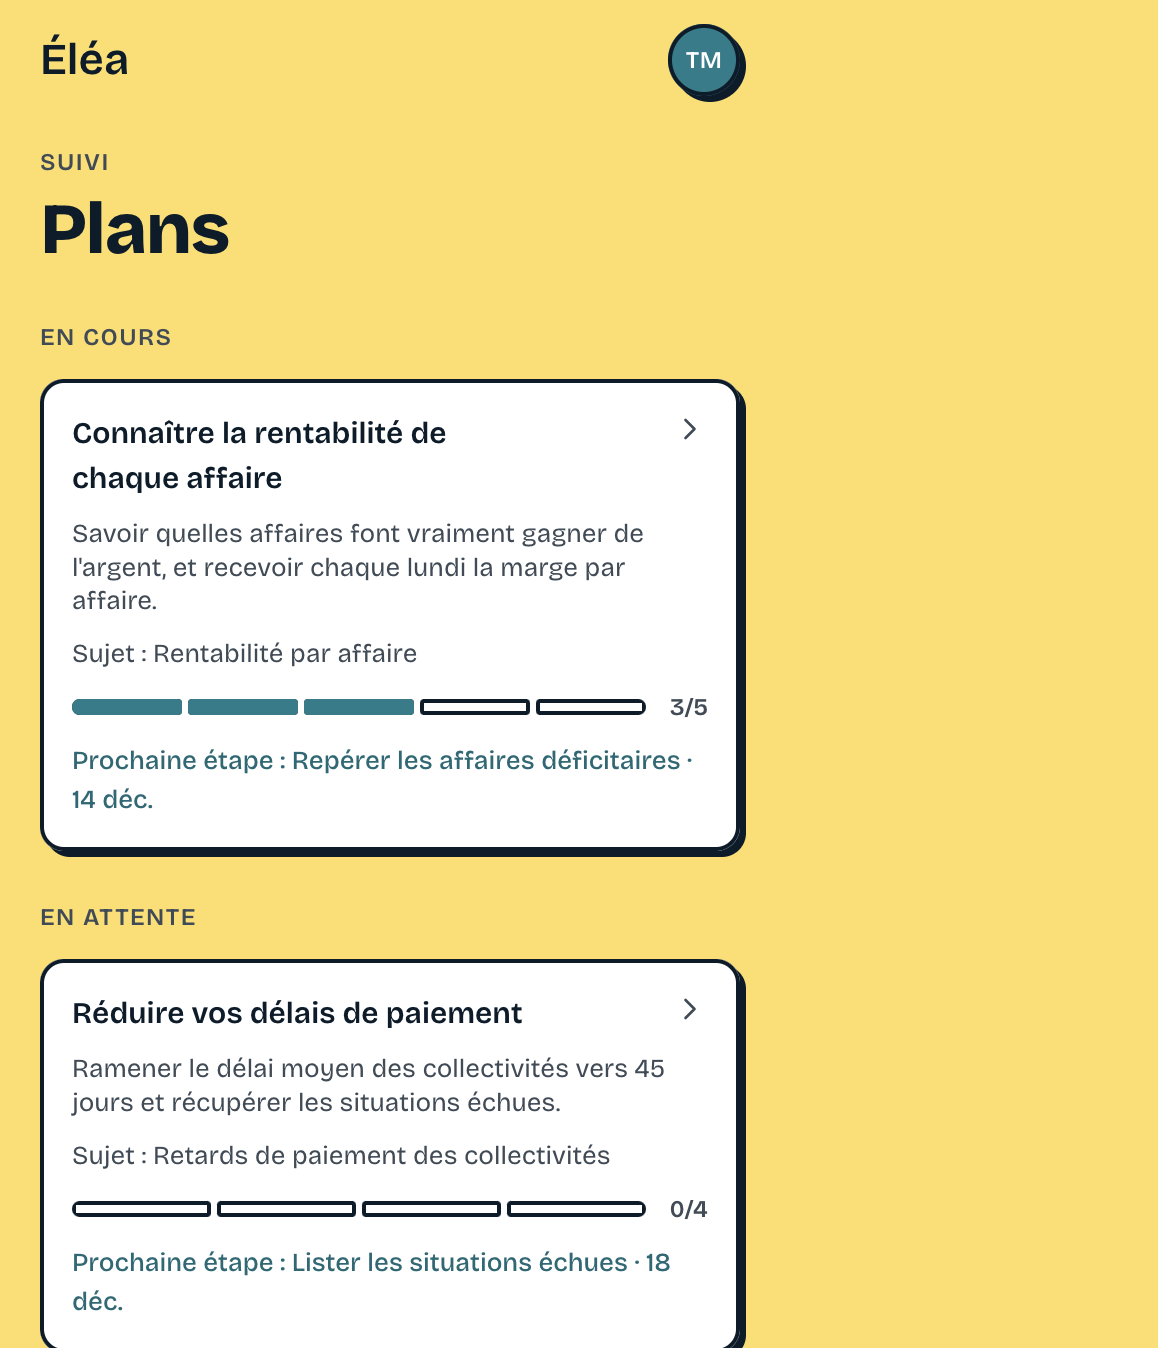 Éléa
TM
SUIVI
Plans
EN COURS
Connaître la rentabilité de
chaque affaire
Savoir quelles affaires font vraiment gagner de
l'argent, et recevoir chaque lundi la marge par
affaire.
Sujet : Rentabilité par affaire
3/5
Prochaine étape : Repérer les affaires déficitaires ·
14 déc.
EN ATTENTE
Réduire vos délais de paiement
Ramener le délai moyen des collectivités vers 45
jours et récupérer les situations échues.
Sujet : Retards de paiement des collectivités
0/4
Prochaine étape : Lister les situations échues · 18
déc.